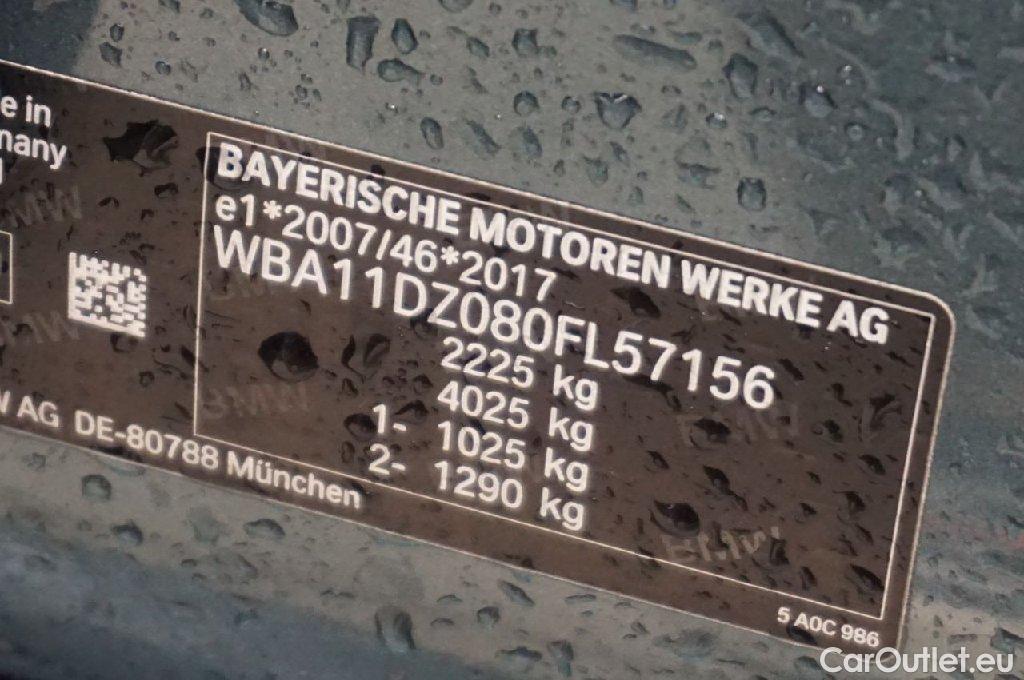 e in
many
BAYERISCHE MOTOREN WERKE AG
e1*2007/46*2017
WBA11DZ080FL57156
2225 kg
4025 kg
1- 1025 kg
2- 1290 kg
AG DE-80788 München
5 A0C 986
CarOutlet.eu